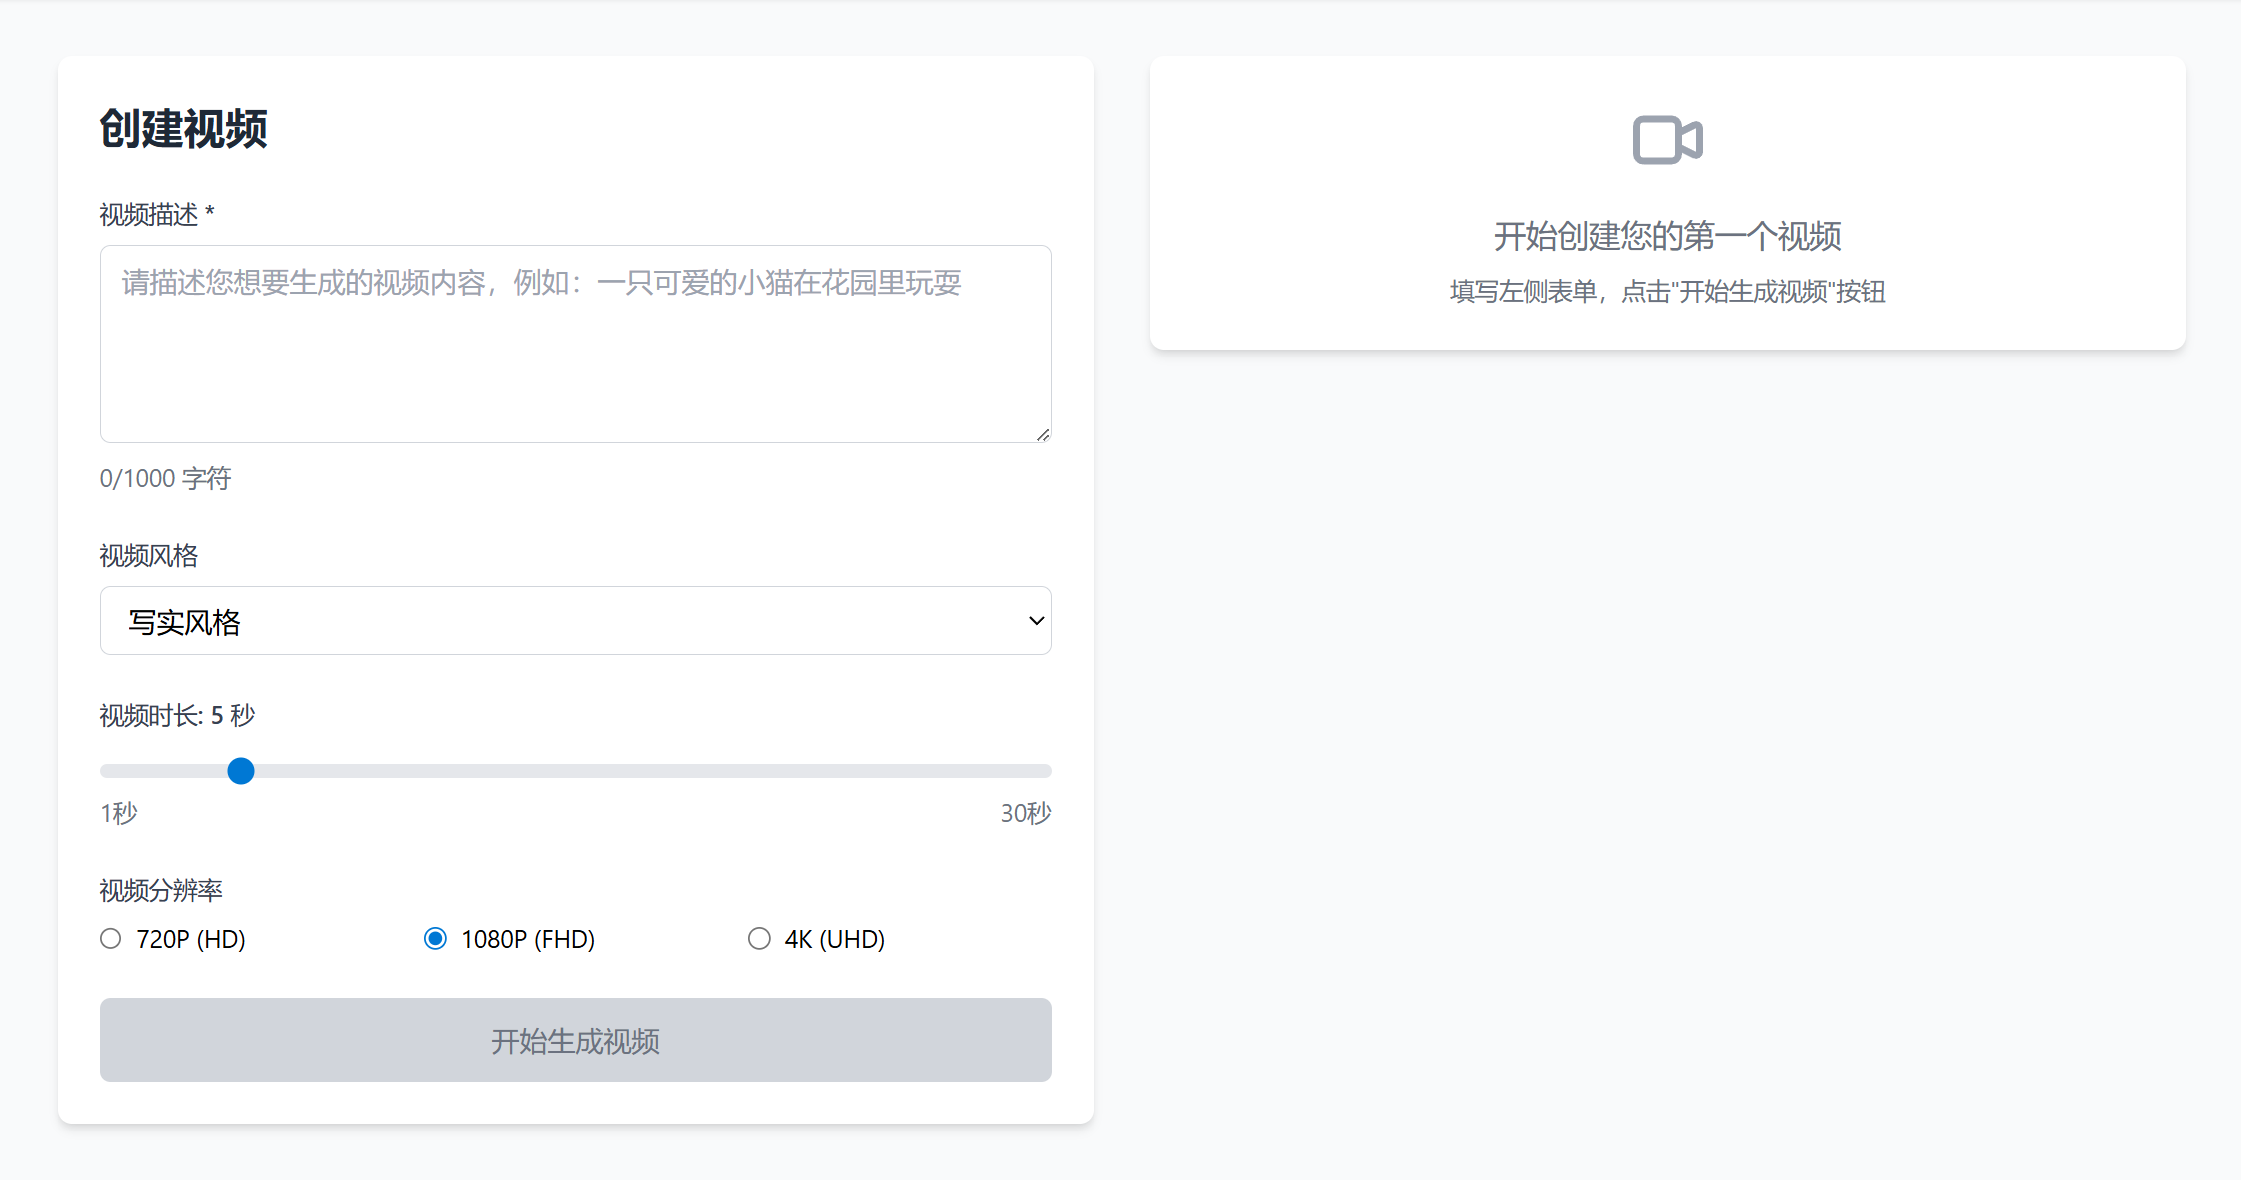 创建视频
视频描述 *
请描述您想要生成的视频内容，例如：一只可爱的小猫在花园里玩耍
0/1000 字符
视频风格
写实风格
视频时长: 5 秒
1秒
30秒
视频分辨率
720P (HD)
1080P (FHD)
4K (UHD)
开始生成视频
开始创建您的第一个视频
填写左侧表单，点击"开始生成视频"按钮